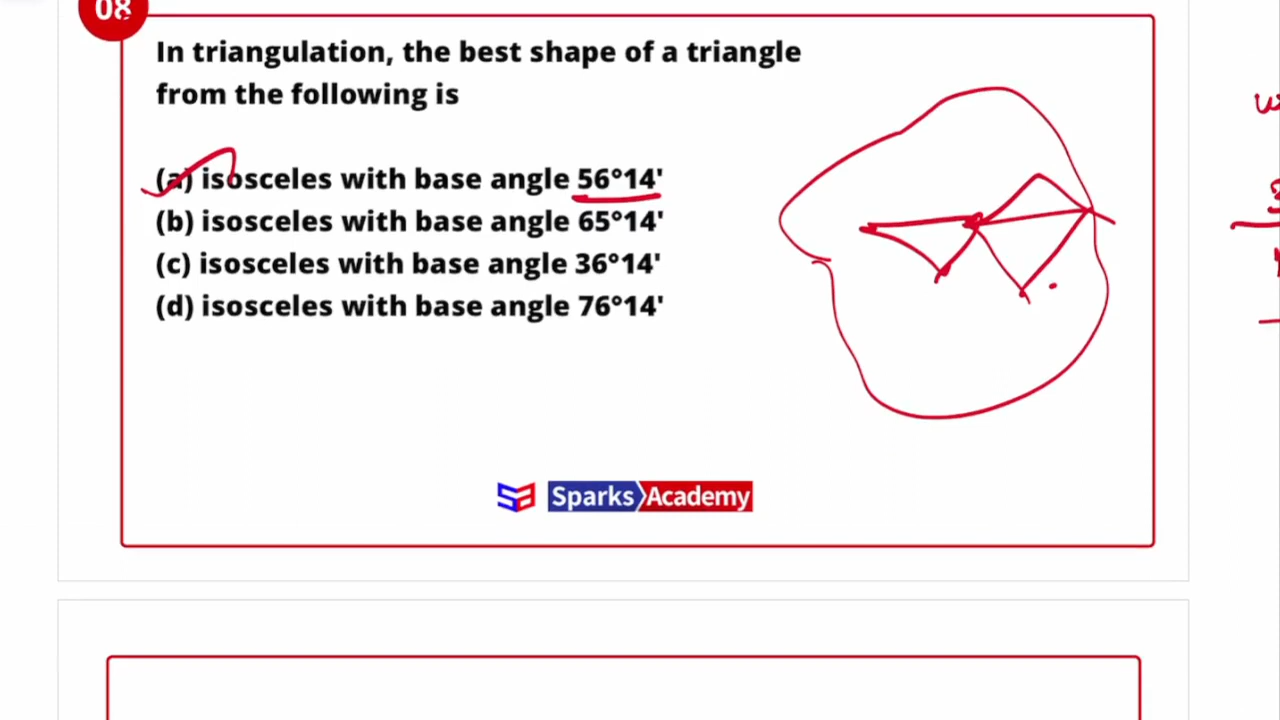 08
In triangulation, the best shape of a triangle
from the following is
(a) isosceles with base angle 56°14'
(b) isosceles with base angle 65°14'
(c) isosceles with base angle 36°14'
(d) isosceles with base angle 76°14'
Sparks Academy